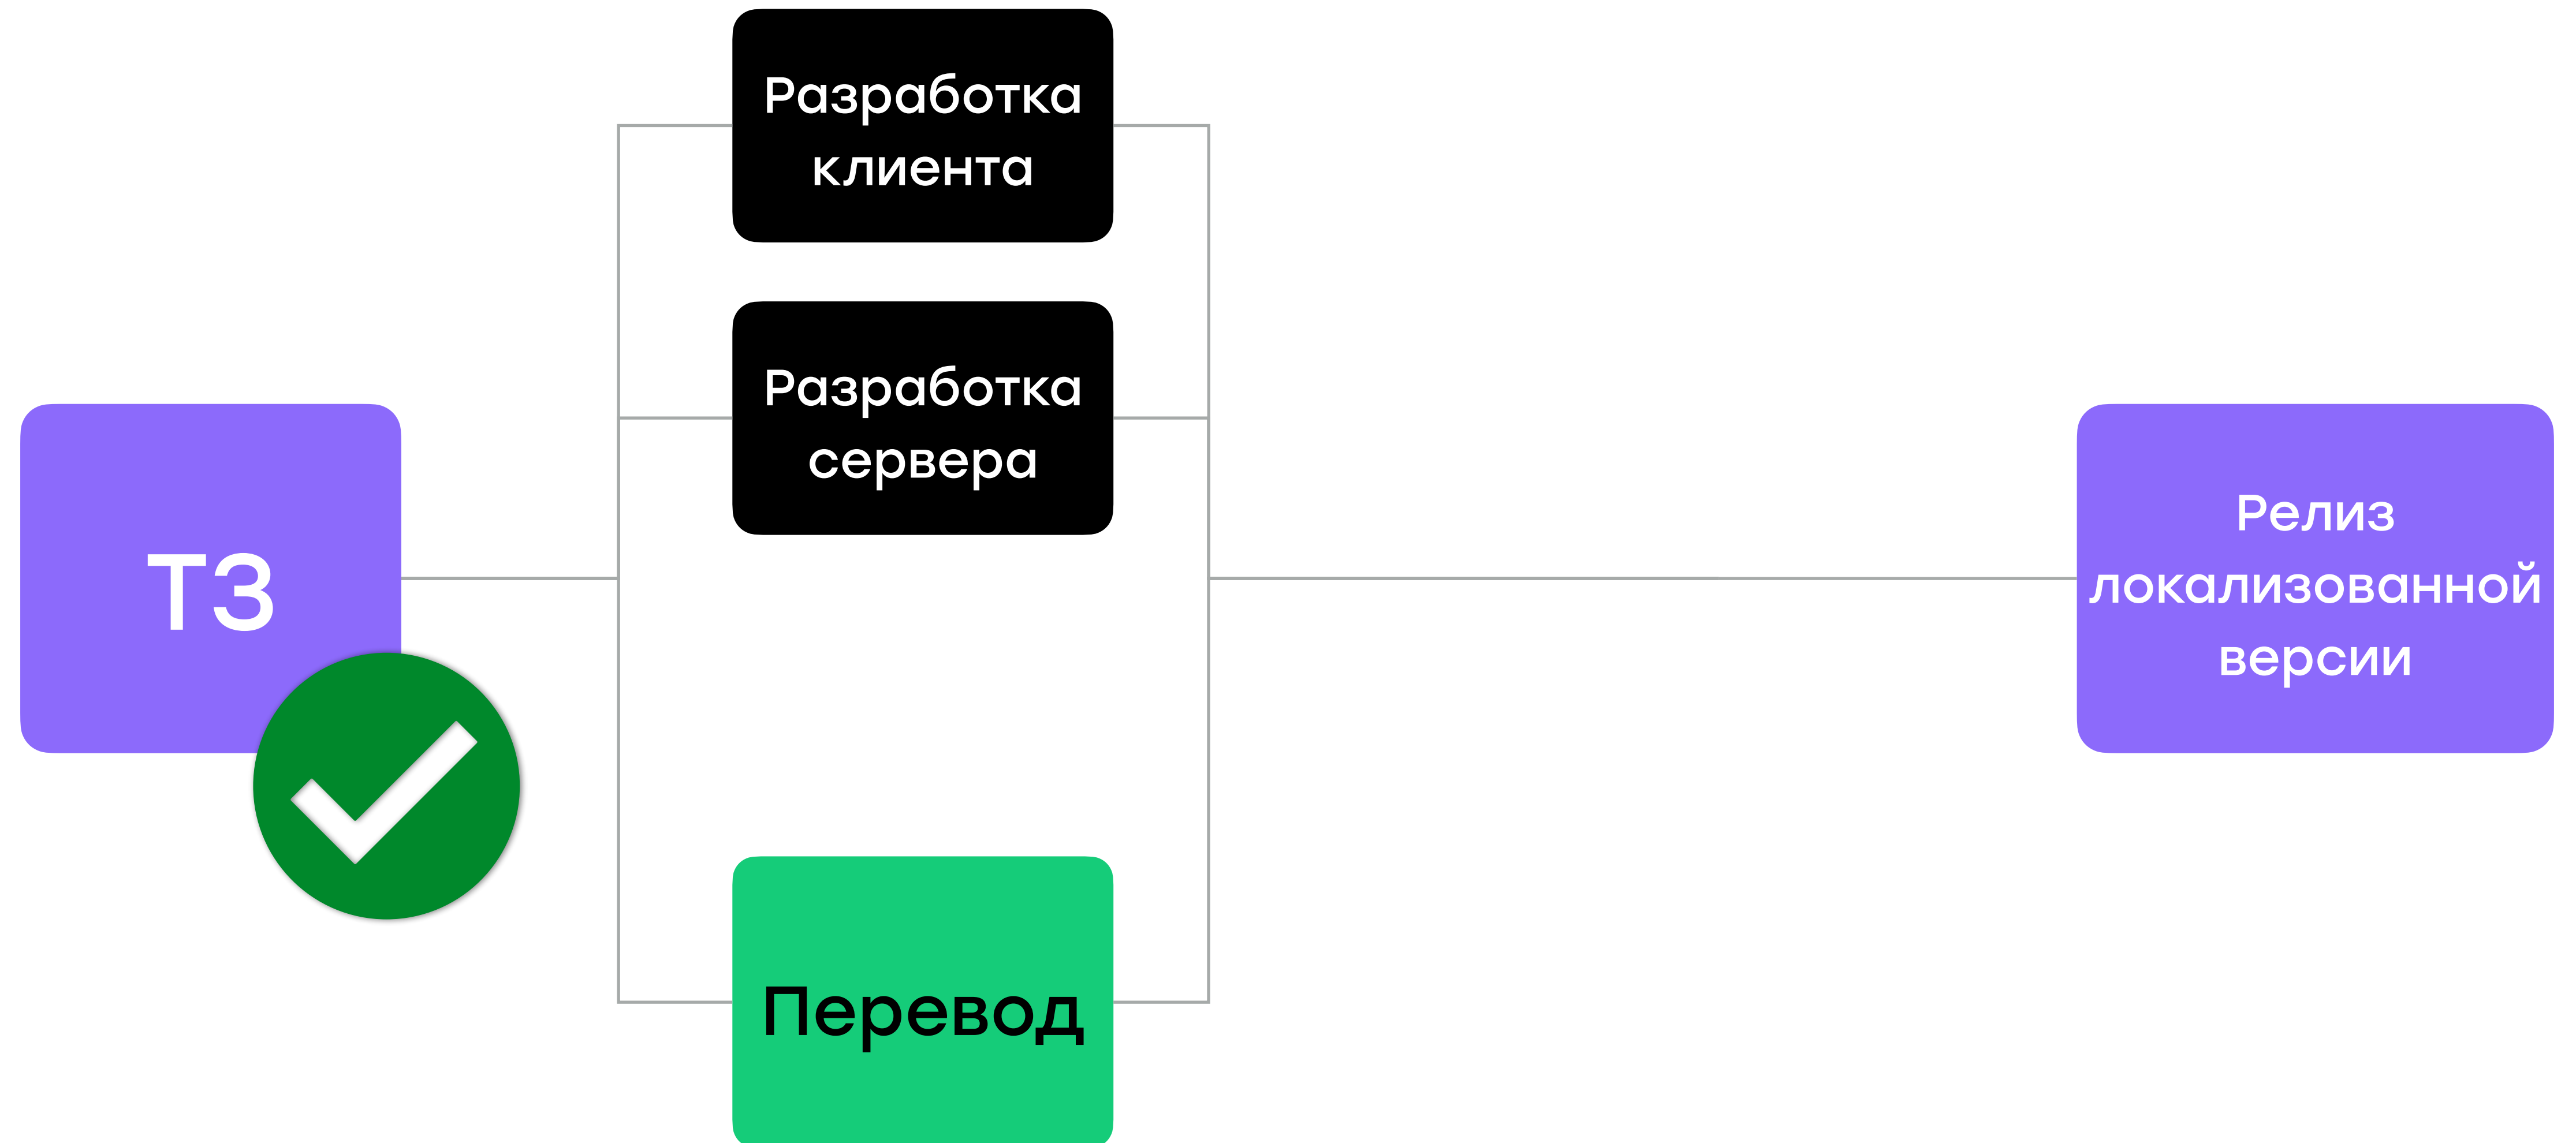 ТЗ
Разработка
клиента
Разработка
сервера
Перевод
Релиз
локализованной
версии